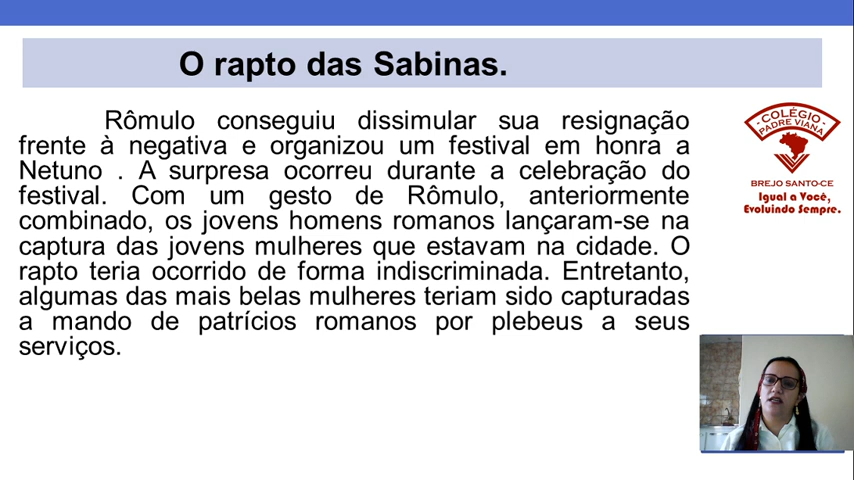 O rapto das Sabinas.
Rômulo conseguiu dissimular sua resignação
frente à negativa e organizou um festival em honra a
Netuno . A surpresa ocorreu durante a celebração do
festival. Com um gesto de Rômulo, anteriormente
combinado, os jovens homens romanos lançaram-se na
captura das jovens mulheres que estavam na cidade. O
rapto teria ocorrido de forma indiscriminada. Entretanto,
algumas das mais belas mulheres teriam sido capturadas
a mando de patrícios romanos por plebeus a seus
serviços.
COLÉGIO
PADRE VIANA
BREJO SANTO-CE
Igual a Você,
Evoluindo Sempre.